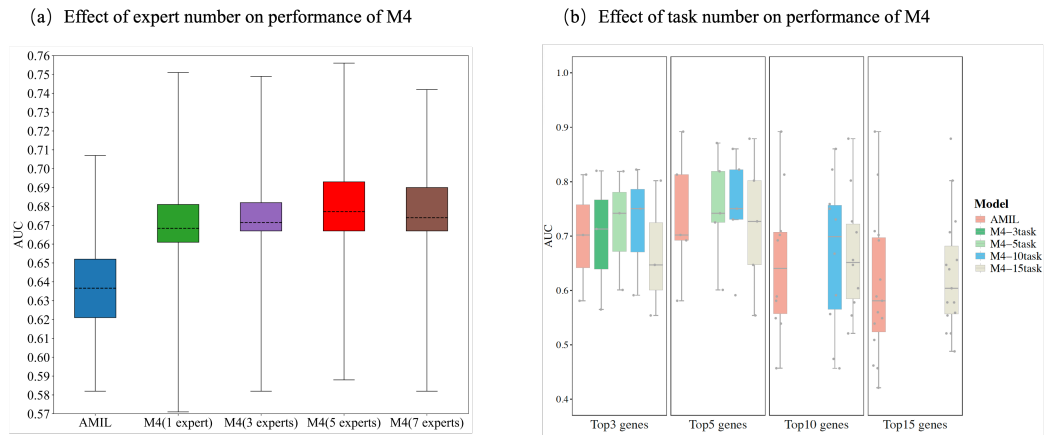 (a) Effect of expert number on performance of M4
0.76
0.75
0.74
0.73
0.72
0.71
0.70
0.69
0.68
0.67
0.66
0.65
0.64
0.63
0.62
0.61
0.60
0.59
0.58
0.57
AUC
AMIL
M4(1 expert)
M4(3 experts)
M4(5 experts)
M4(7 experts)
(b) Effect of task number on performance of M4
1.0
0.9
0.8
0.7
0.6
0.5
0.4
AUC
Top3 genes
Top5 genes
Top10 genes
Top15 genes
Model
AMIL
M4−3task
M4−5task
M4−10task
M4−15task